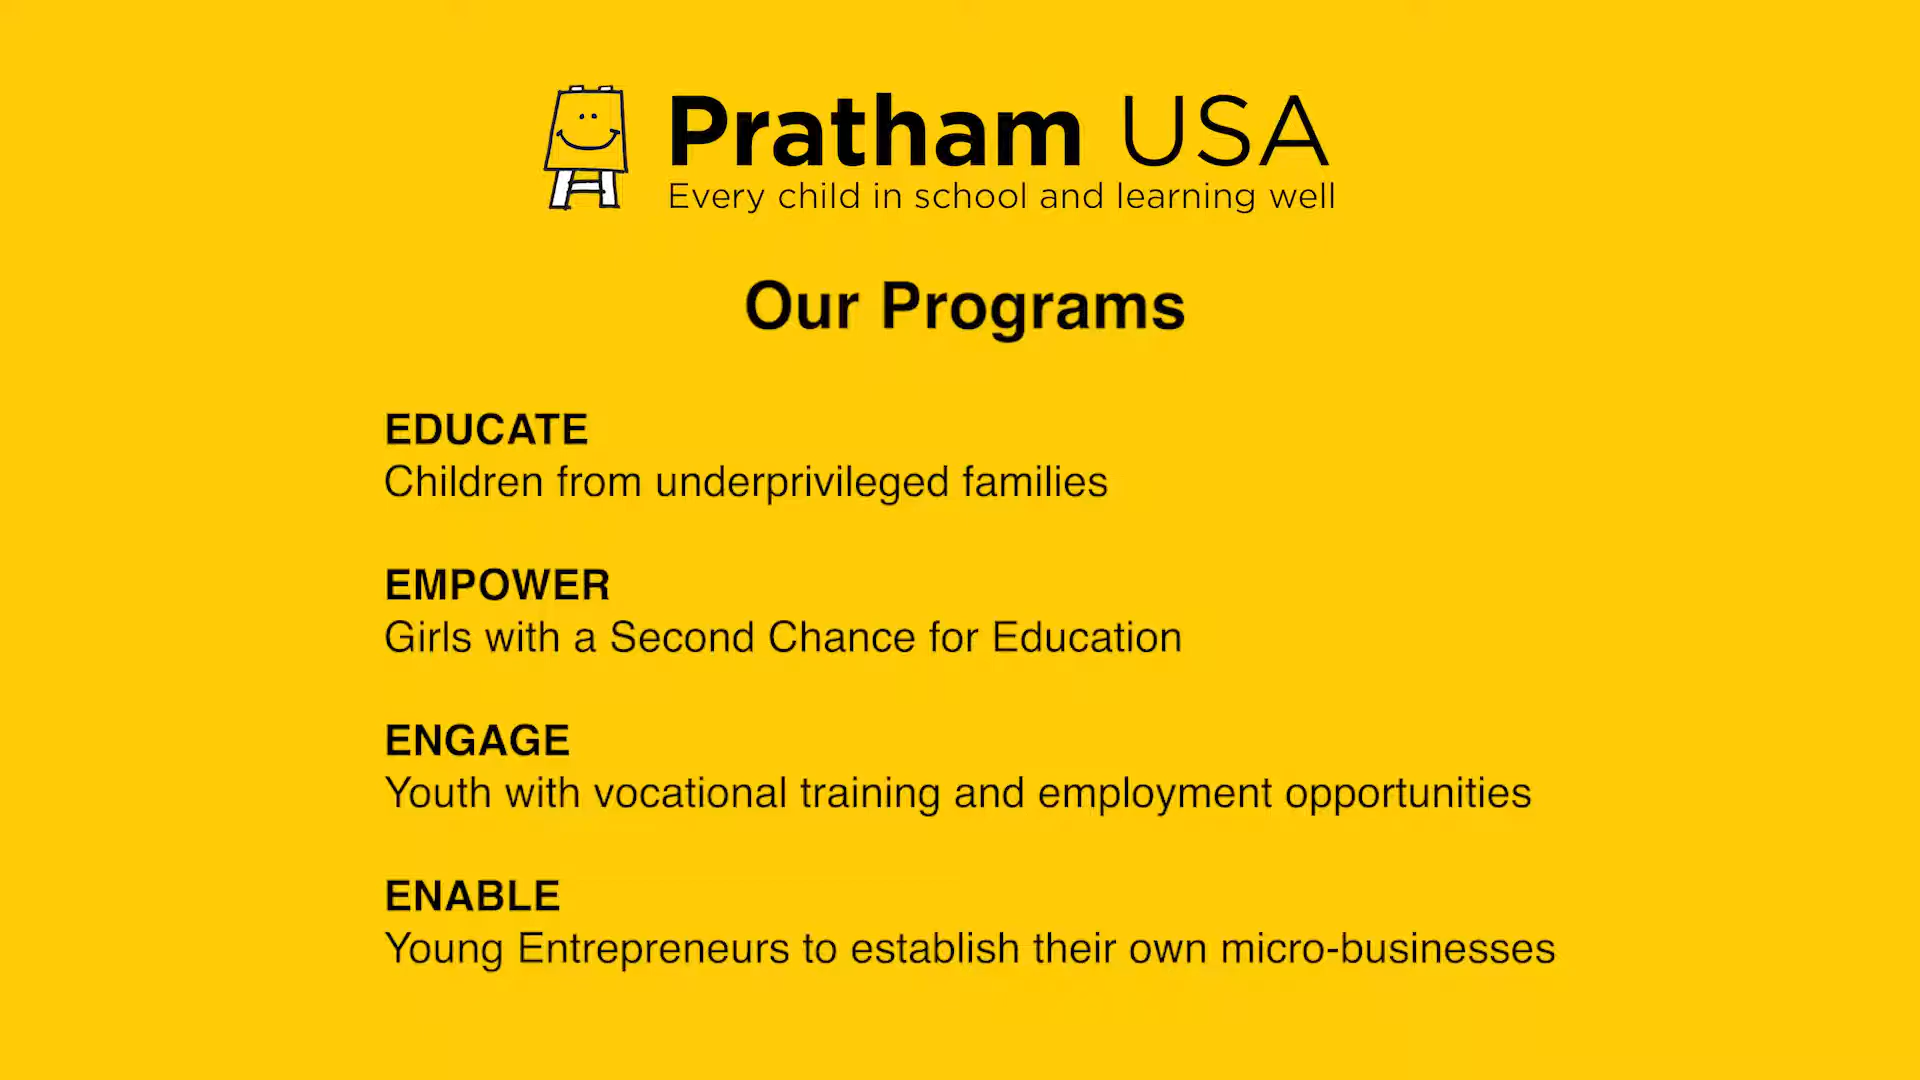 Pratham USA
Every child in school and learning well
Our Programs
EDUCATE
Children from underprivileged families
EMPOWER
Girls with a Second Chance for Education
ENGAGE
Youth with vocational training and employment opportunities
ENABLE
Young Entrepreneurs to establish their own micro-businesses